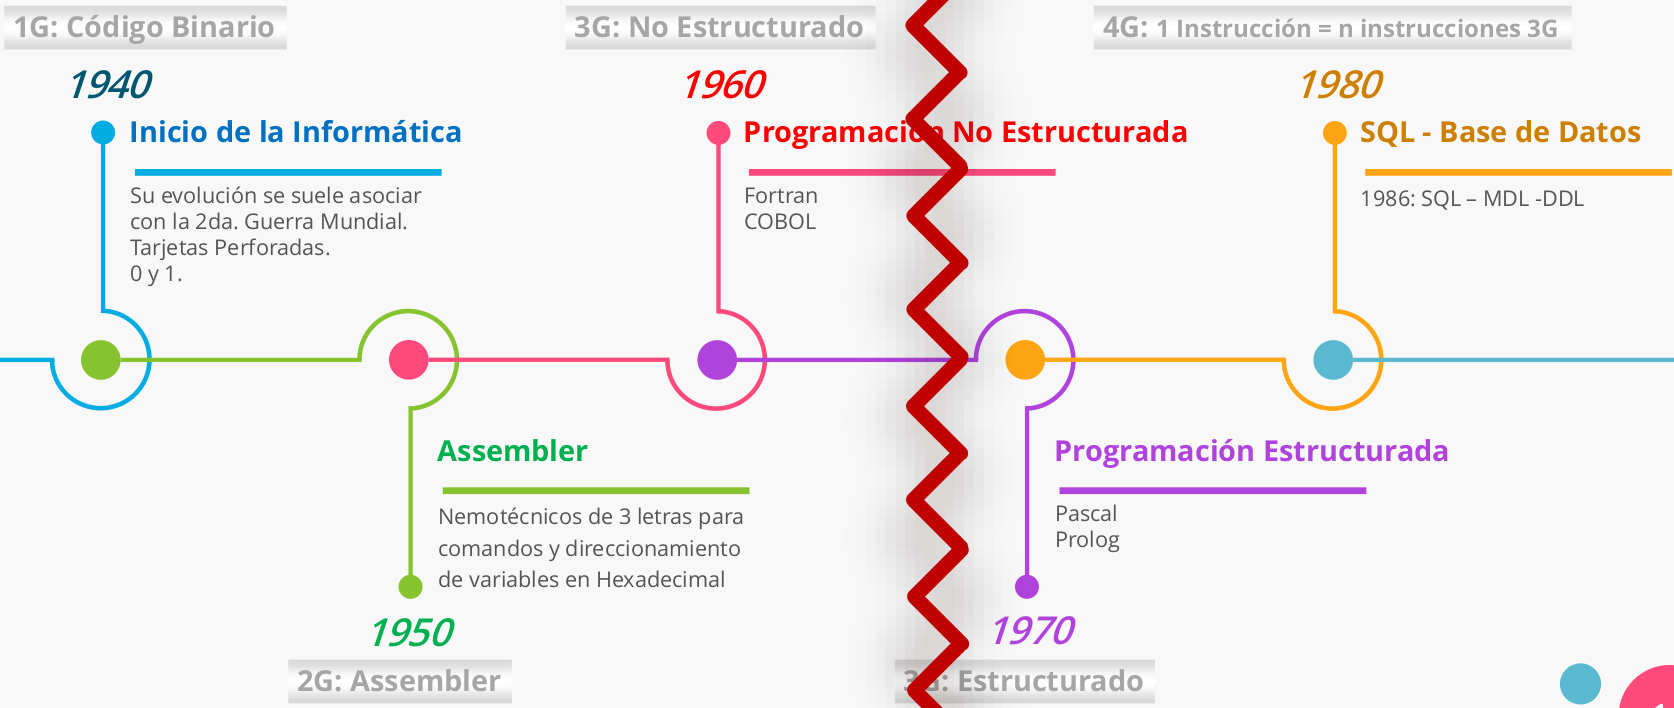 1G: Código Binario
1940
Inicio de la Informática
Su evolución se suele asociar
con la 2da. Guerra Mundial.
Tarjetas Perforadas.
0 y 1.
Assembler
Nemotécnicos de 3 letras para
comandos y direccionamiento
de variables en Hexadecimal
1950
2G: Assembler
3G: No Estructurado
1960
Programación No Estructurada
Fortran
COBOL
Programación Estructurada
Pascal
Prolog
1970
3G: Estructurado
4G: 1 Instrucción = n instrucciones 3G
1980
SQL - Base de Datos
1986: SQL – MDL -DDL